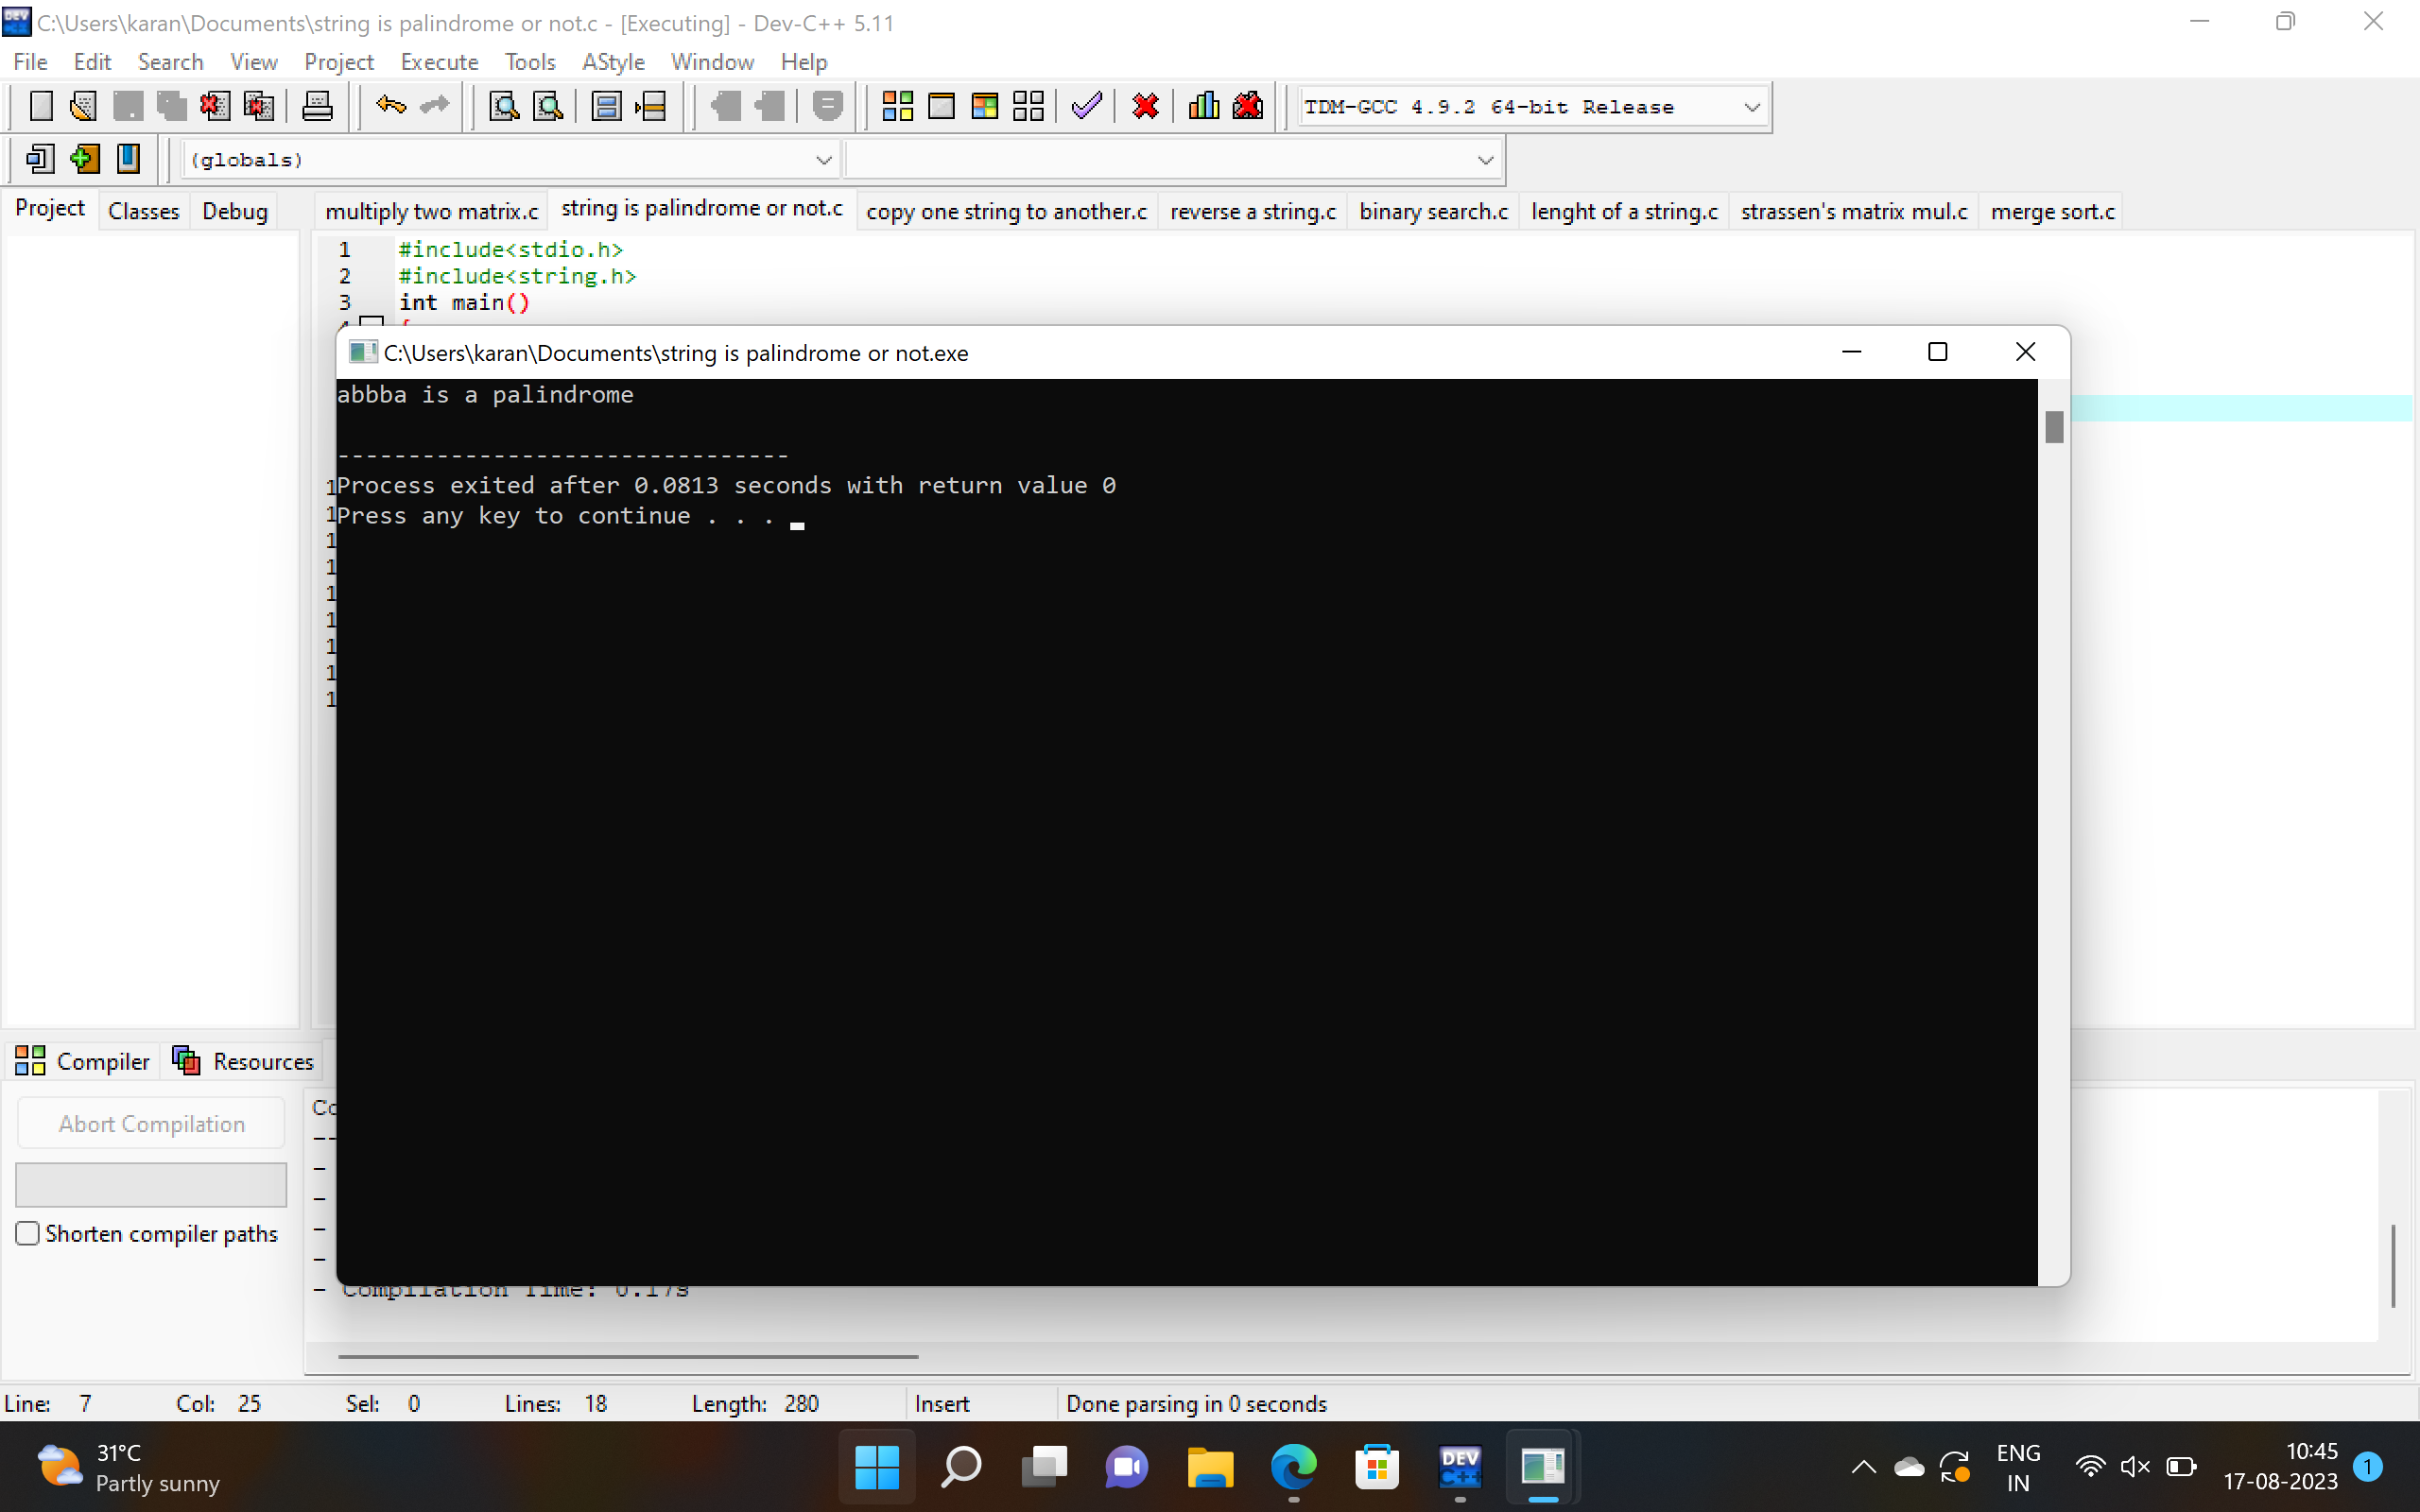 C:\Users\karan\Documents\string is palindrome or not.c - [Executing] - Dev-C++ 5.11
File Edit Search View Project Execute Tools AStyle Window Help
TDM-GCC 4.9.2 64-bit Release
(globals)
Project Classes Debug
multiply two matrix.c string is palindrome or not.c copy one string to another.c reverse a string.c binary search.c lenght of a string.c strassen's matrix mul.c merge sort.c
1 #include<stdio.h>
2 #include<string.h>
3 int main()
C:\Users\karan\Documents\string is palindrome or not.exe
abbba is a palindrome
--------------------------------
Process exited after 0.0813 seconds with return value 0
Press any key to continue . . .
Compiler Resources
Abort Compilation
Shorten compiler paths
- Compilation Time: 0.17s
Line: 7 Col: 25 Sel: 0 Lines: 18 Length: 280 Insert Done parsing in 0 seconds
31°C
Partly sunny
DEV
C++
ENG
IN
10:45
17-08-2023
1